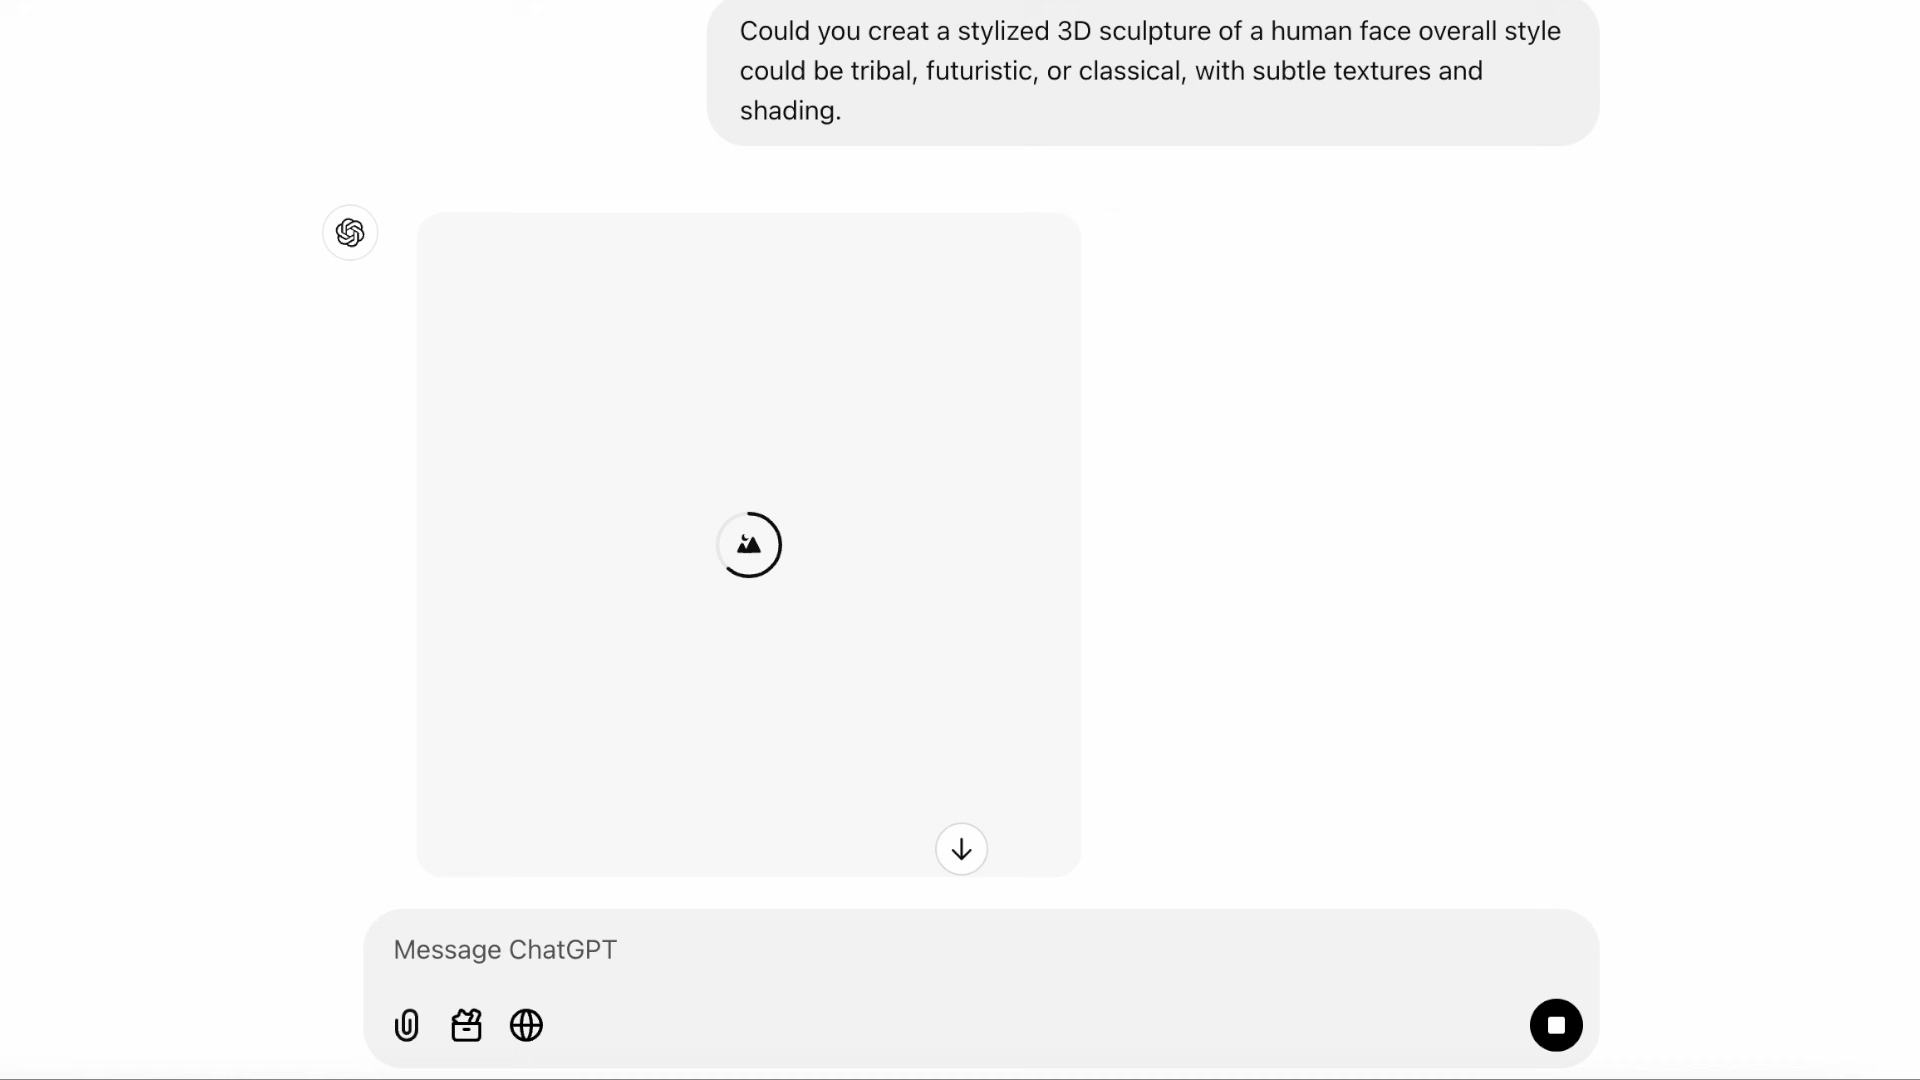 Could you creat a stylized 3D sculpture of a human face overall style
could be tribal, futuristic, or classical, with subtle textures and
shading.
Message ChatGPT